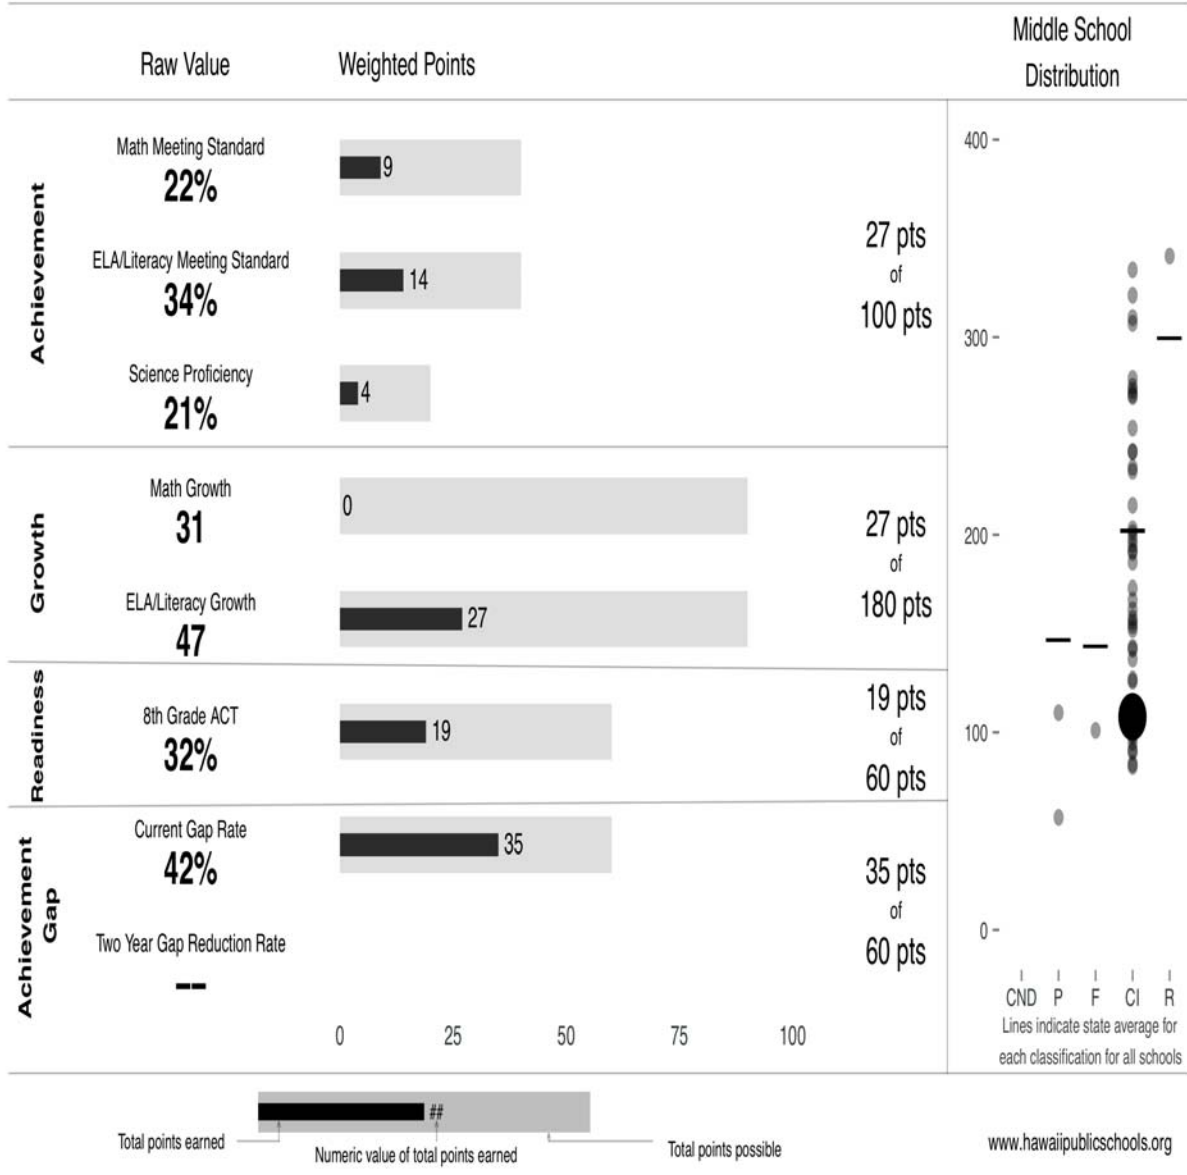 Raw Value
Weighted Points
Middle School
Distribution
Achievement
Math Meeting Standard
22%
9
ELA/Literacy Meeting Standard
34%
14
Science Proficiency
21%
4
27 pts
of
100 pts
Growth
Math Growth
31
0
ELA/Literacy Growth
47
27
27 pts
of
180 pts
Readiness
8th Grade ACT
32%
19
19 pts
of
60 pts
Achievement
Gap
Current Gap Rate
42%
35
Two Year Gap Reduction Rate
--
35 pts
of
60 pts
0 25 50 75 100
400
300
200
100
0
CND P F CI R
Lines indicate state average for
each classification for all schools
##
Total points earned
Numeric value of total points earned
Total points possible
www.hawaiipublicschools.org